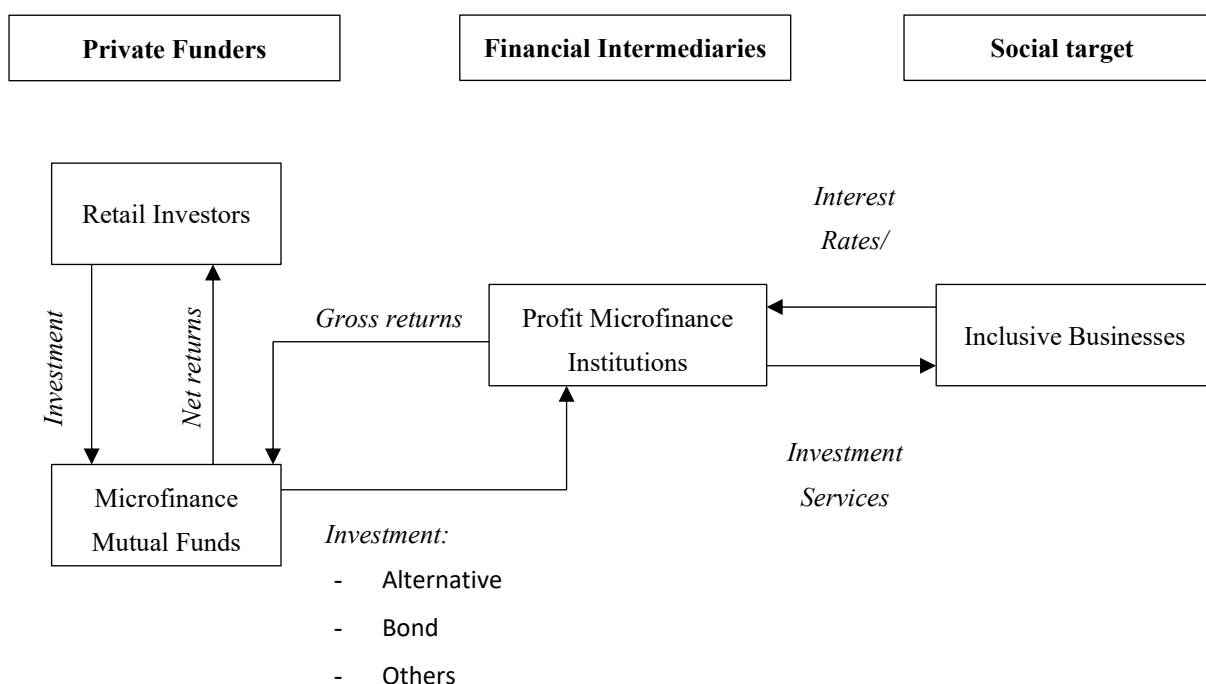 Private Funders
Financial Intermediaries
Social target
Retail Investors
Interest
Rates/
Investment
Net returns
Gross returns
Profit Microfinance
Institutions
Inclusive Businesses
Microfinance
Mutual Funds
Investment
Services
Investment:
- Alternative
- Bond
- Others